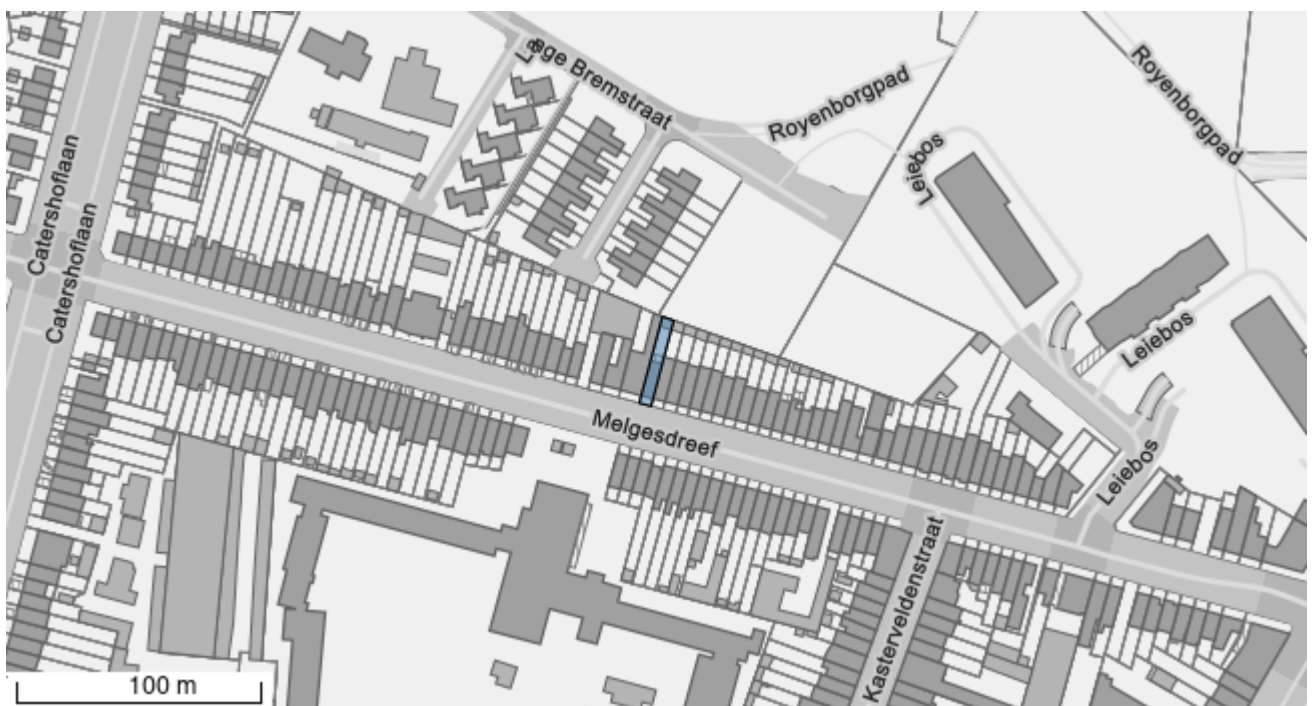 Lage Bremstraat
Royenborgpad
Royenborgpad
Leiebos
Catershoflaan
Catershoflaan
Leiebos
Melgesdreef
Leiebos
Kasterveldenstraat
100 m